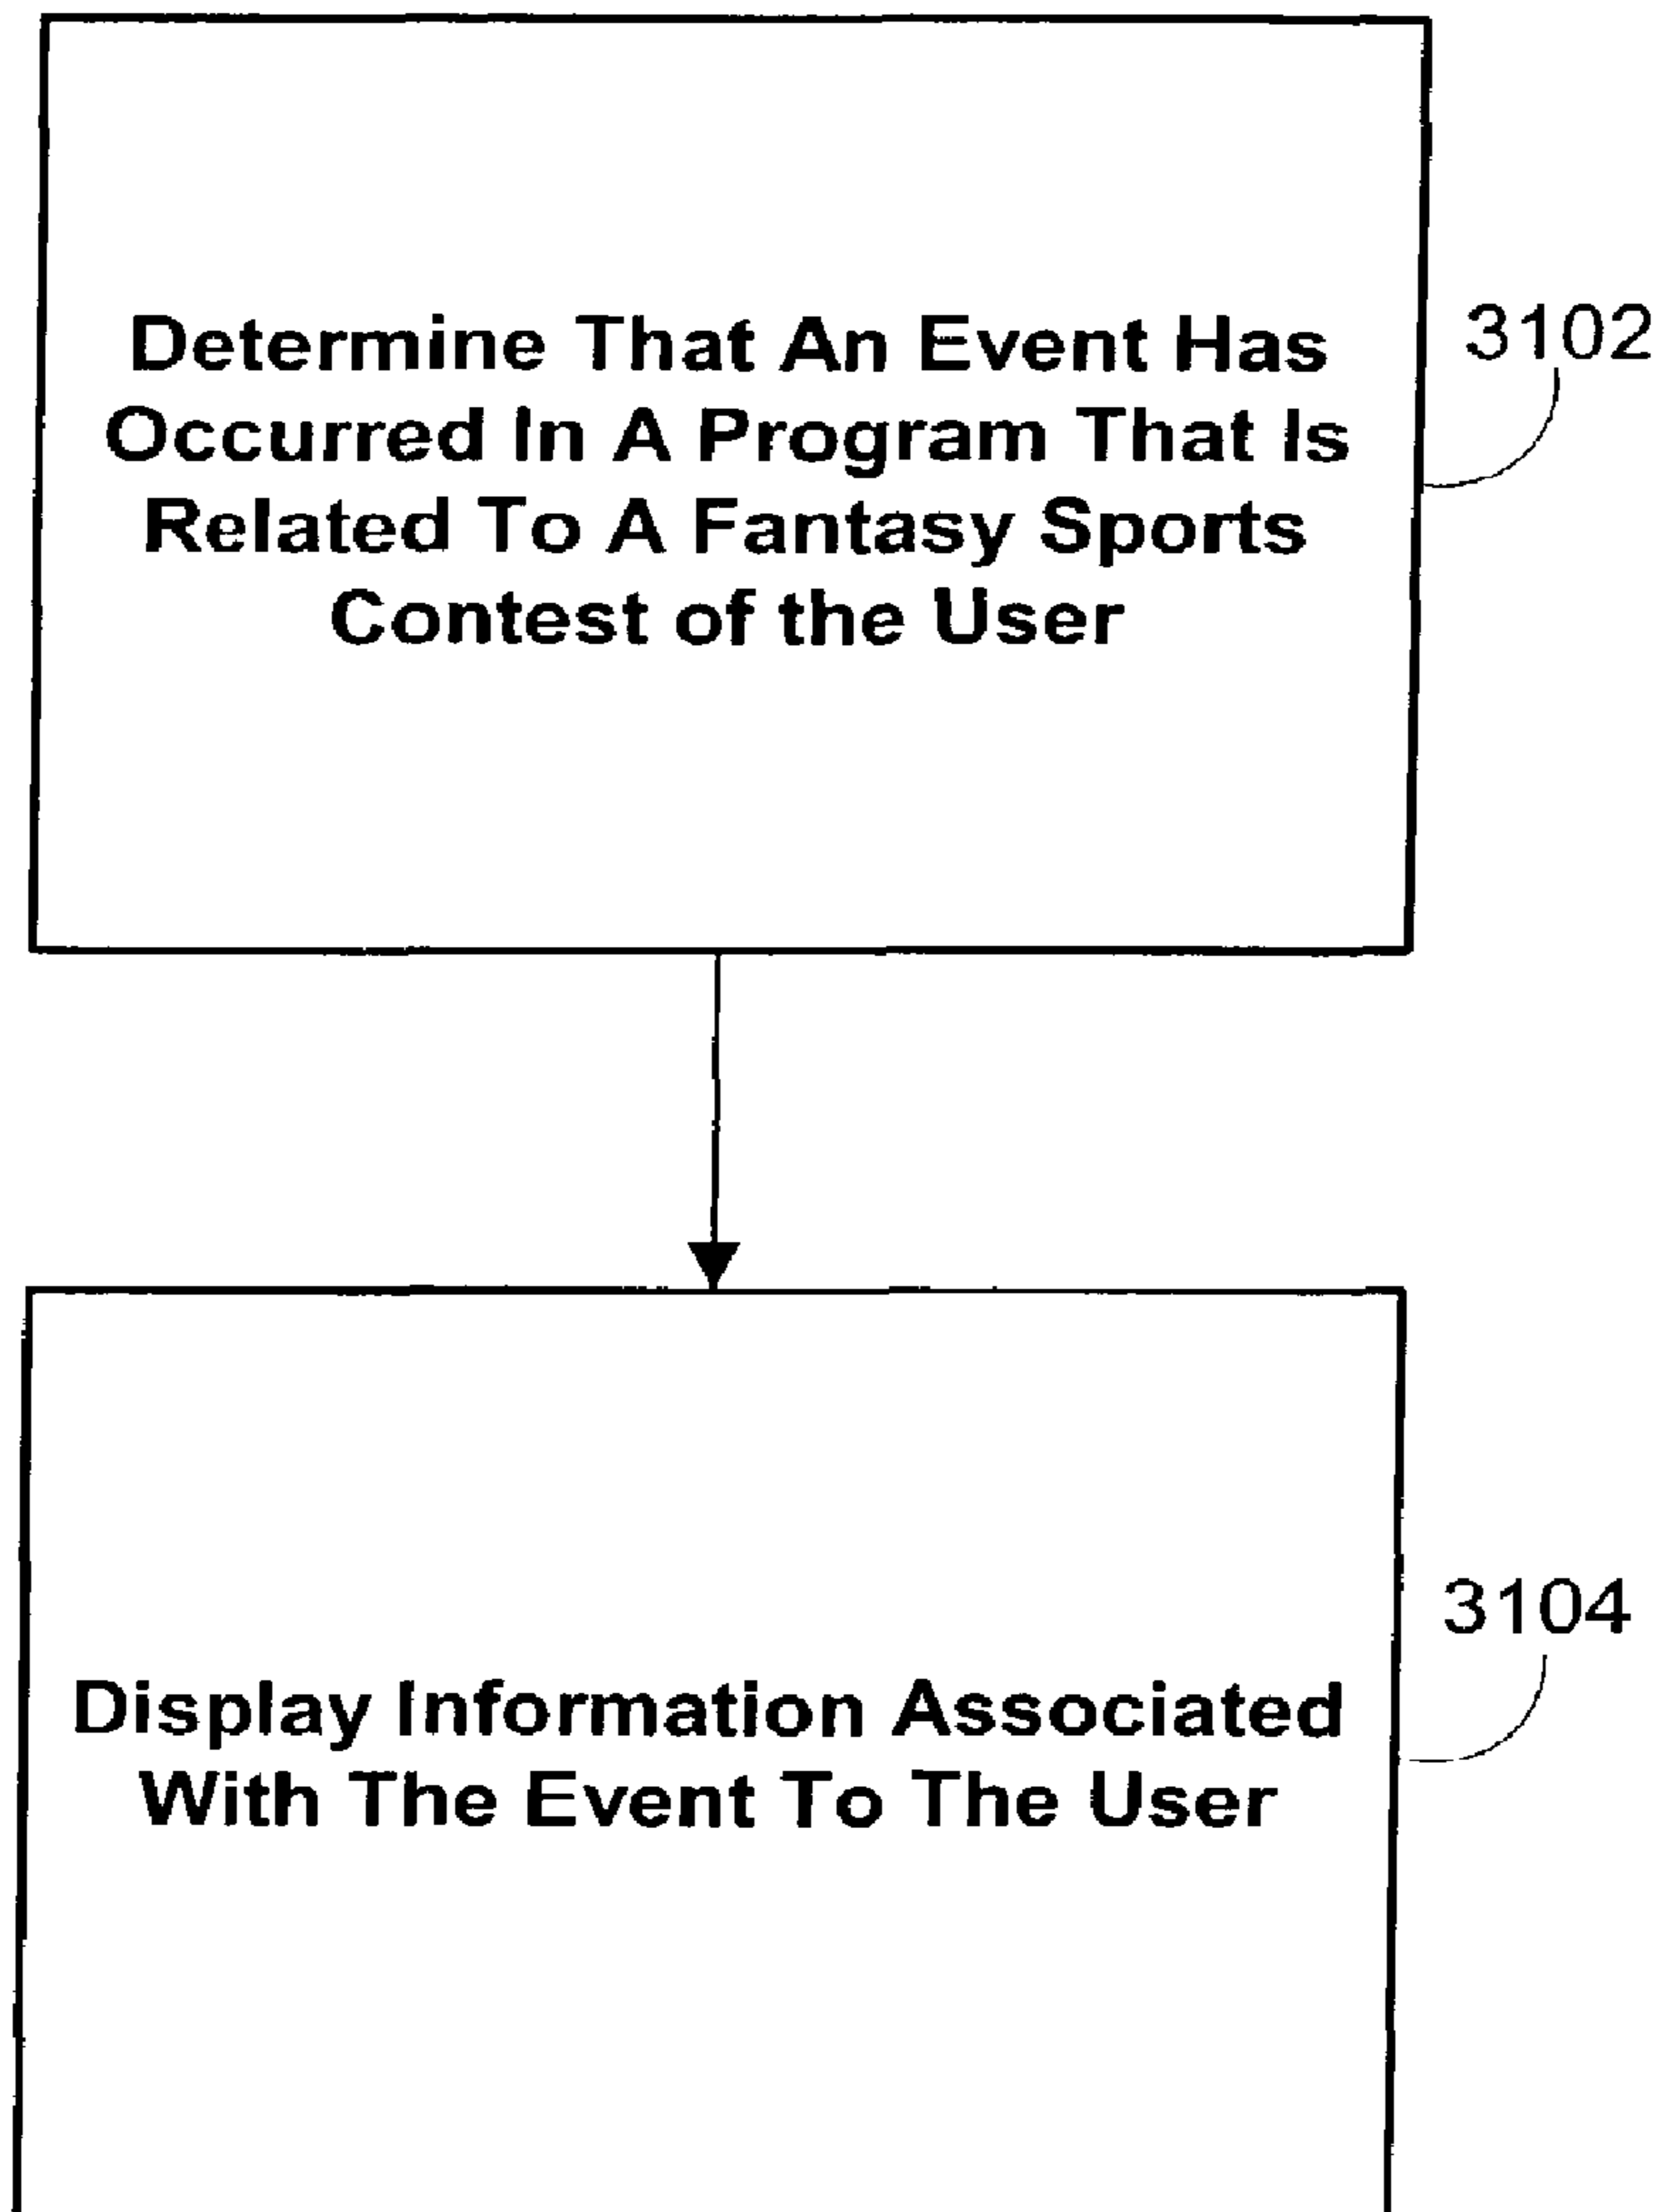 Determine That An Event Has
Occurred In A Program That Is
Related To A Fantasy Sports
Contest of the User
3102
Display Information Associated
With The Event To The User
3104